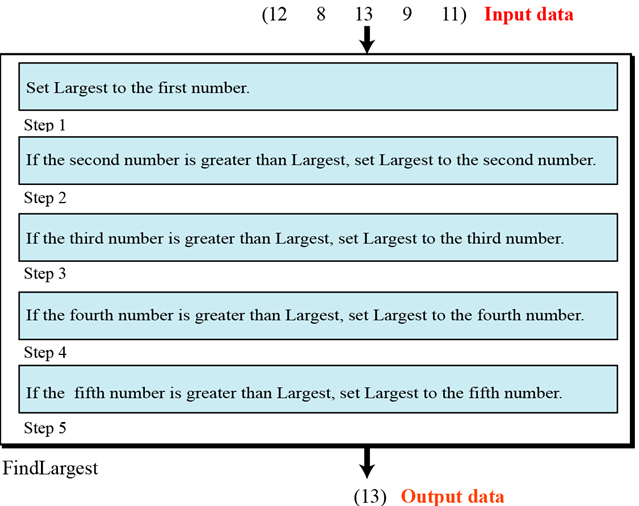 (12 8 13 9 11) Input data
Set Largest to the first number.
Step 1
If the second number is greater than Largest, set Largest to the second number.
Step 2
If the third number is greater than Largest, set Largest to the third number.
Step 3
If the fourth number is greater than Largest, set Largest to the fourth number.
Step 4
If the fifth number is greater than Largest, set Largest to the fifth number.
Step 5
FindLargest
(13) Output data